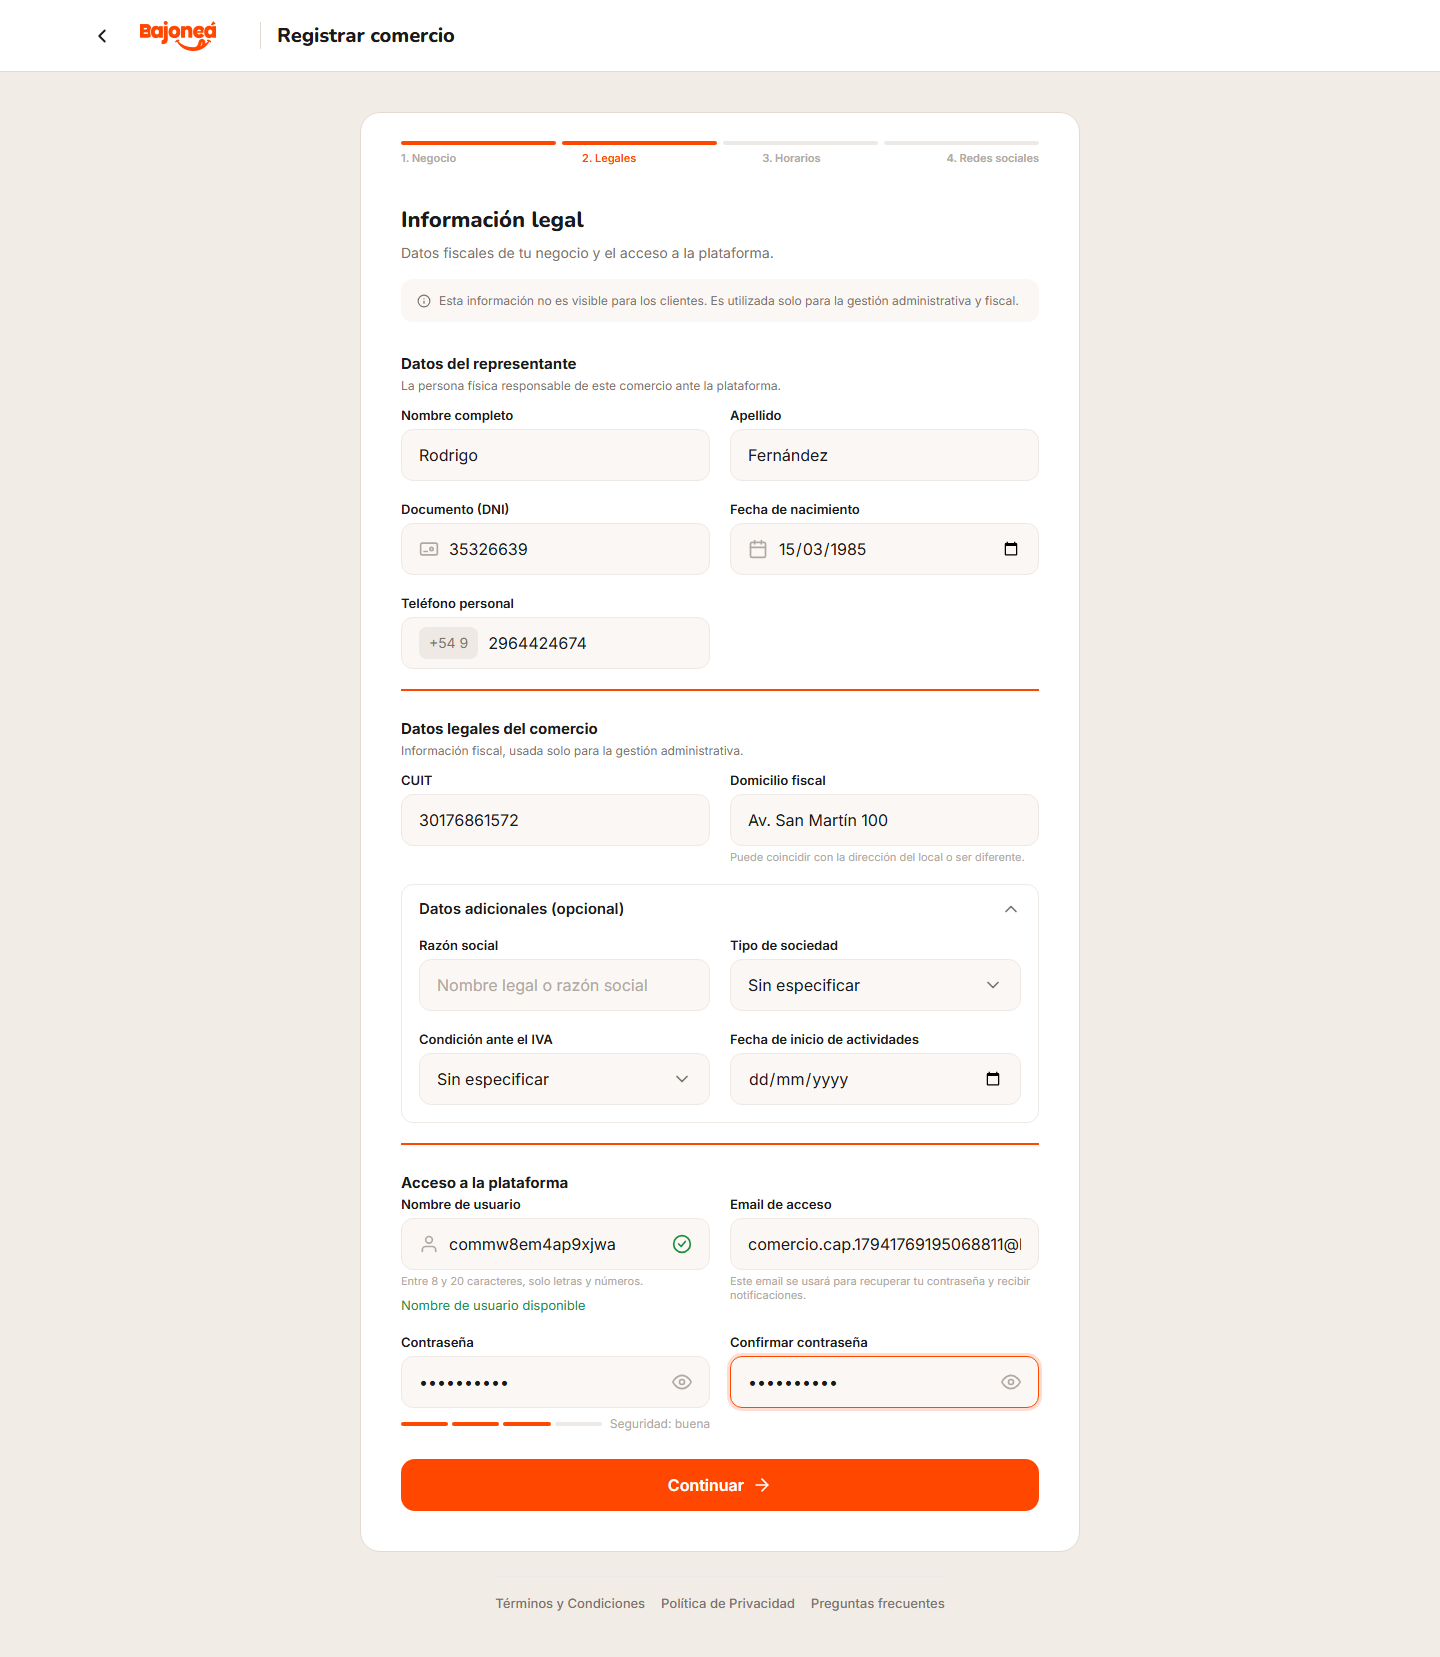 Bajoneá
Registrar comercio
1. Negocio
2. Legales
3. Horarios
4. Redes sociales
Información legal
Datos fiscales de tu negocio y el acceso a la plataforma.
Esta información no es visible para los clientes. Es utilizada solo para la gestión administrativa y fiscal.
Datos del representante
La persona física responsable de este comercio ante la plataforma.
Nombre completo
Apellido
Rodrigo
Fernández
Documento (DNI)
Fecha de nacimiento
35326639
15/03/1985
Teléfono personal
+54 9
2964424674
Datos legales del comercio
Información fiscal, usada solo para la gestión administrativa.
CUIT
Domicilio fiscal
30176861572
Av. San Martín 100
Puede coincidir con la dirección del local o ser diferente.
Datos adicionales (opcional)
Razón social
Tipo de sociedad
Nombre legal o razón social
Sin especificar
Condición ante el IVA
Fecha de inicio de actividades
Sin especificar
dd/mm/yyyy
Acceso a la plataforma
Nombre de usuario
Email de acceso
commw8em4ap9xjwa
comercio.cap.17941769195068811@
Entre 8 y 20 caracteres, solo letras y números.
Este email se usará para recuperar tu contraseña y recibir
notificaciones.
Nombre de usuario disponible
Contraseña
Confirmar contraseña
••••••••••
••••••••••
Seguridad: buena
Continuar →
Términos y Condiciones
Política de Privacidad
Preguntas frecuentes